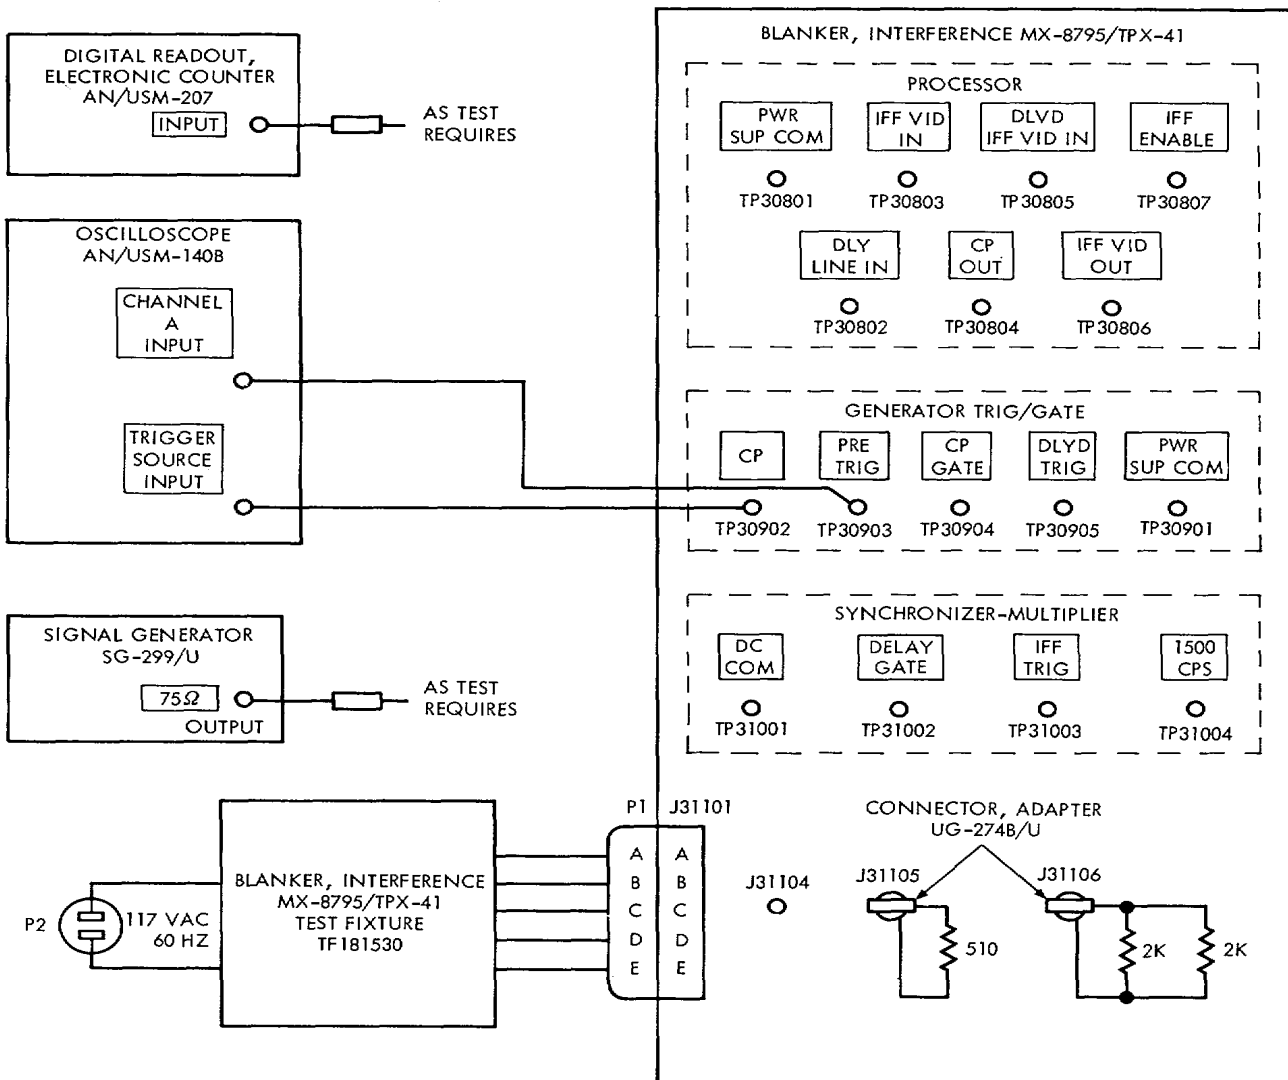 DIGITAL READOUT,
ELECTRONIC COUNTER
AN/USM-207
INPUT
AS TEST
REQUIRES
OSCILLOSCOPE
AN/USM-140B
CHANNEL
A
INPUT
TRIGGER
SOURCE
INPUT
SIGNAL GENERATOR
SG-299/U
75Ω
OUTPUT
AS TEST
REQUIRES
P2
117 VAC
60 HZ
BLANKER, INTERFERENCE
MX-8795/TPX-41
TEST FIXTURE
TF181530
P1 J31101
A A
B B
C C
D D
E E
BLANKER, INTERFERENCE MX-8795/TPX-41
PROCESSOR
PWR
SUP COM
IFF VID
IN
DLVD
IFF VID IN
IFF
ENABLE
TP30801
TP30803
TP30805
TP30807
DLY
LINE IN
CP
OUT
IFF VID
OUT
TP30802
TP30804
TP30806
GENERATOR TRIG/GATE
CP
PRE
TRIG
CP
GATE
DLYD
TRIG
PWR
SUP COM
TP30902
TP30903
TP30904
TP30905
TP30901
SYNCHRONIZER-MULTIPLIER
DC
COM
DELAY
GATE
IFF
TRIG
1500
CPS
TP31001
TP31002
TP31003
TP31004
CONNECTOR, ADAPTER
UG-274B/U
J31104
J31105
J31106
510
2K
2K